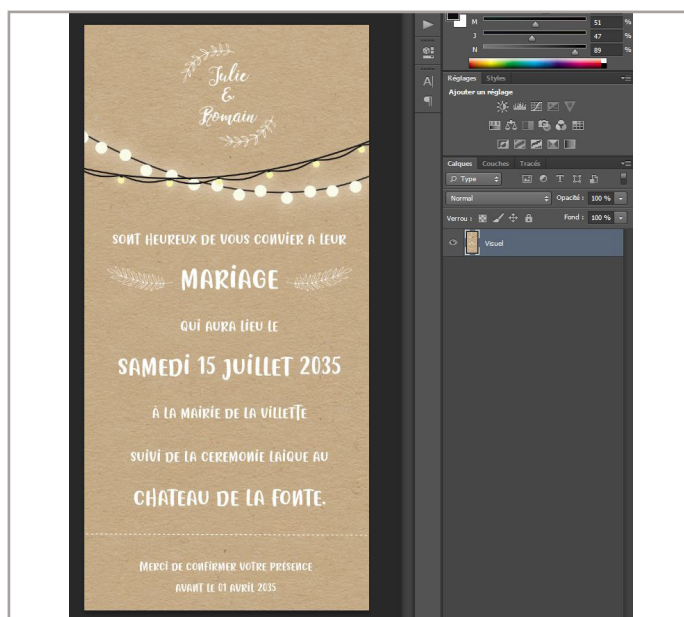 Julie
&
Romain
SONT HEUREUX DE VOUS CONVIER A LEUR
MARIAGE
QUI AURA LIEU LE
SAMEDI 15 JUILLET 2035
À LA MAIRIE DE LA VILLETTE
SUIVI DE LA CEREMONIE LAIQUE AU
CHATEAU DE LA FONTE.
MERCI DE CONFIRMER VOTRE PRÉSENCE
AVANT LE 01 AVRIL 2035
M 51 %
J 47 %
N 89 %
Réglages Styles
Ajouter un réglage
Calques Couches Tracés
Type
Normal Opacité : 100 %
Verrou : Fond : 100 %
Visuel